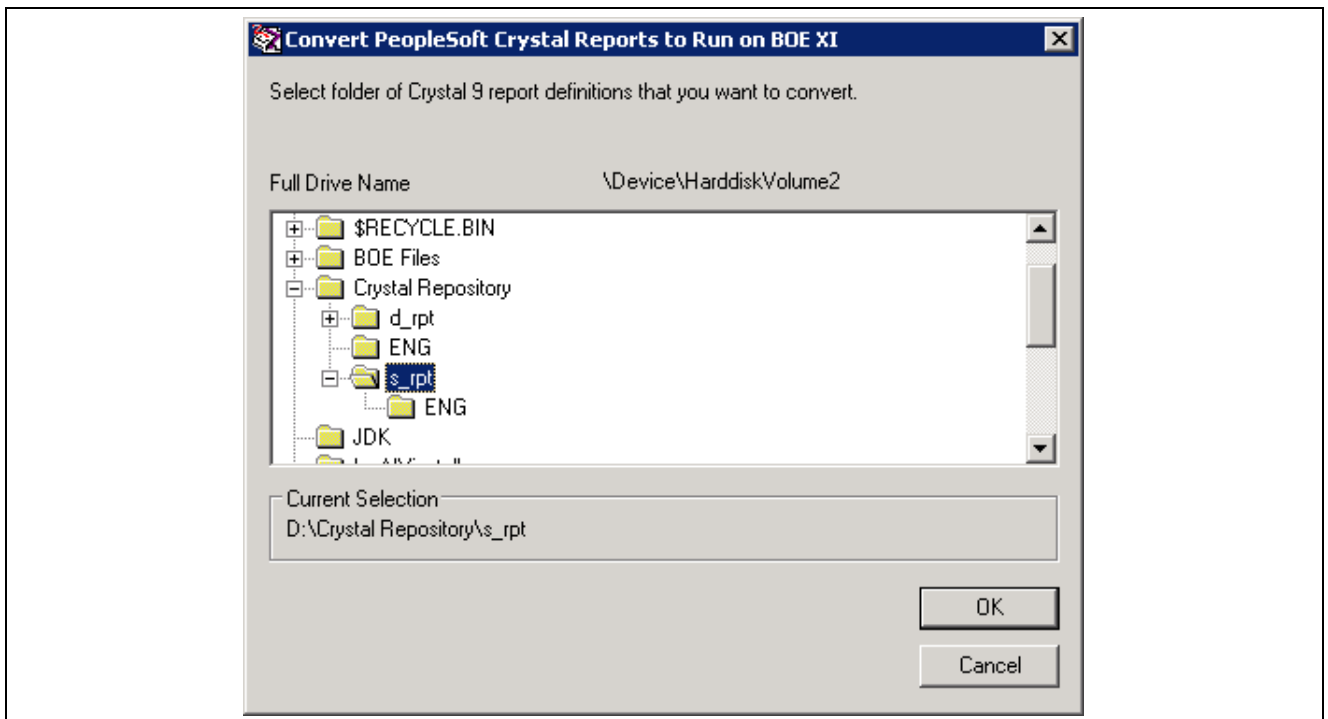 Convert PeopleSoft Crystal Reports to Run on BOE XI
Select folder of Crystal 9 report definitions that you want to convert.
Full Drive Name \Device\HarddiskVolume2
$RECYCLE.BIN
BOE Files
Crystal Repository
d_rpt
ENG
s_rpt
ENG
JDK
Current Selection
D:\Crystal Repository\s_rpt
OK
Cancel